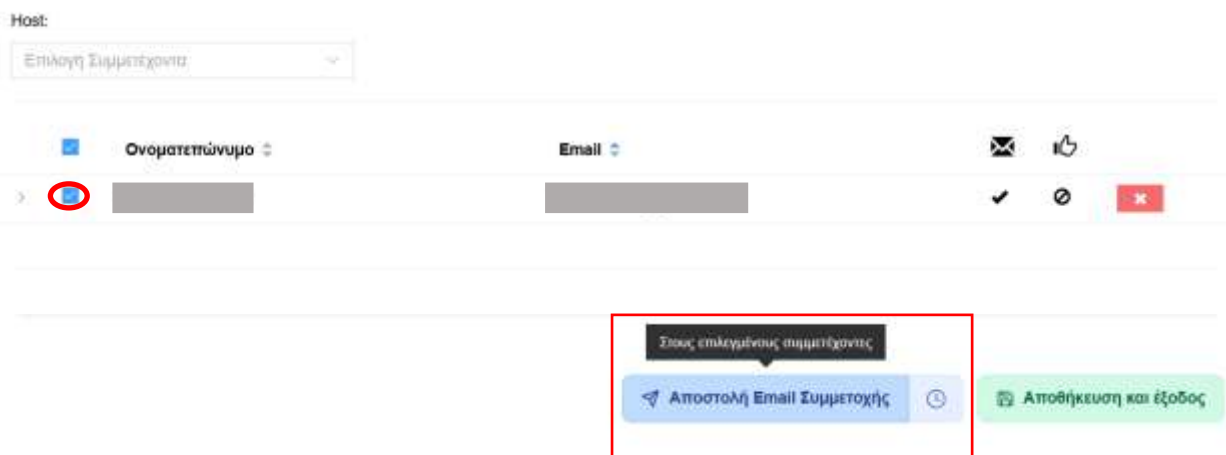 Host:
Επιλογή Συμμετέχοντα
Ονοματεπώνυμο Email
Στους επιλεγμένους συμμετέχοντες
Αποστολή Email Συμμετοχής Αποθήκευση και έξοδος